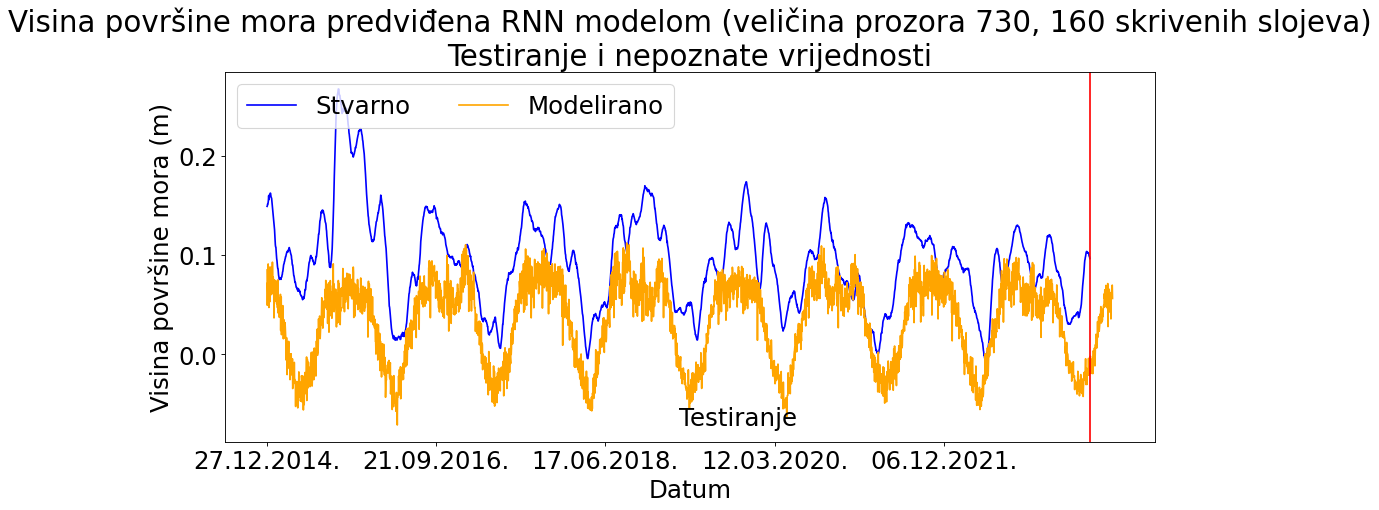 Visina površine mora predviđena RNN modelom (veličina prozora 730, 160 skrivenih slojeva)
Testiranje i nepoznate vrijednosti
Stvarno
Modelirano
Visina površine mora (m)
0.2
0.1
0.0
Testiranje
27.12.2014.
21.09.2016.
17.06.2018.
12.03.2020.
06.12.2021.
Datum